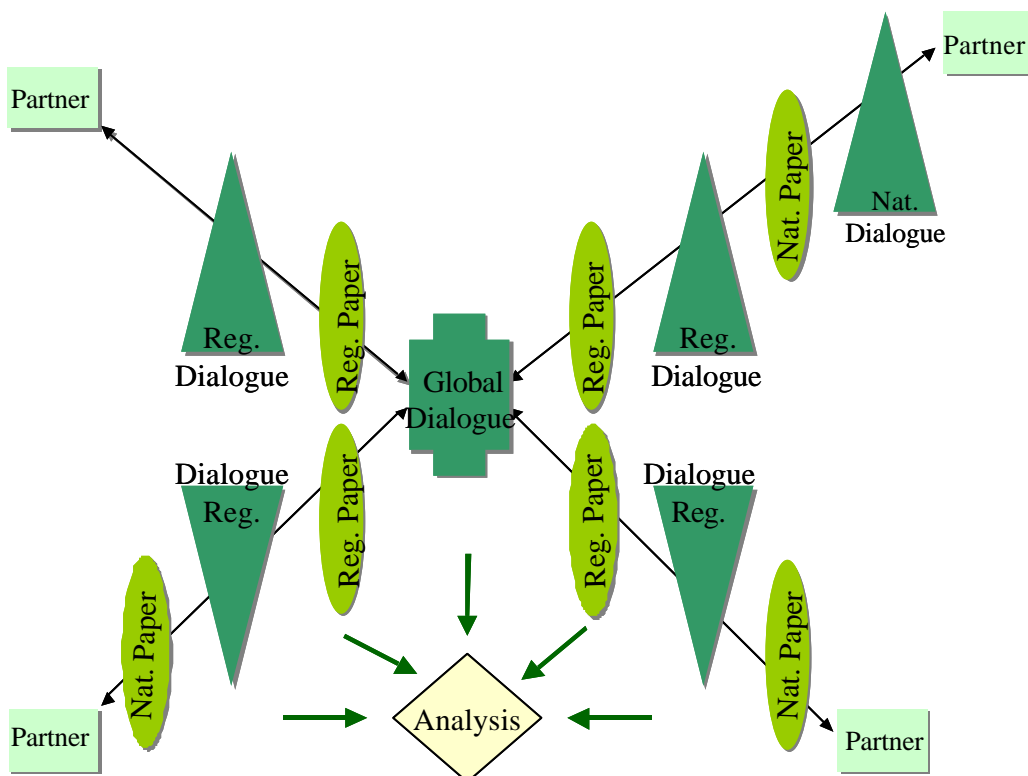 Partner
Partner
Nat. Paper
Nat.
Dialogue
Reg.
Dialogue
Reg. Paper
Reg. Paper
Reg.
Dialogue
Global
Dialogue
Dialogue
Reg.
Reg. Paper
Reg. Paper
Dialogue
Reg.
Nat. Paper
Nat. Paper
Partner
Analysis
Partner